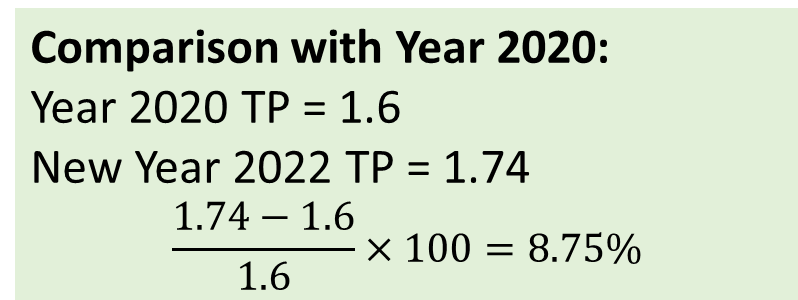 Comparison with Year 2020:
Year 2020 TP = 1.6
New Year 2022 TP = 1.74
1.74 − 1.6
1.6
× 100 = 8.75%